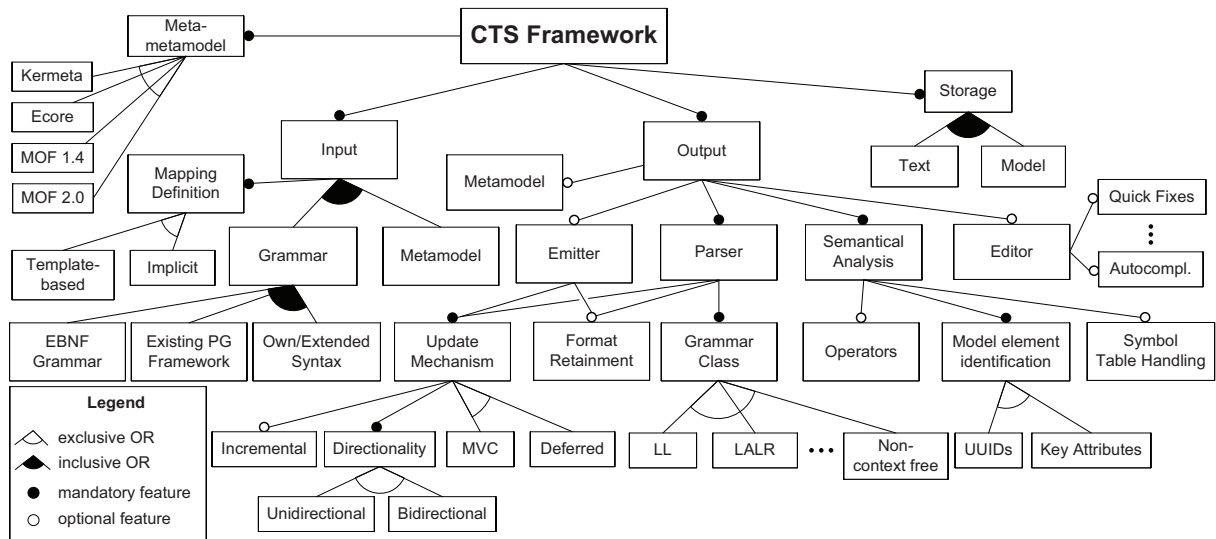 CTS Framework
Meta-
metamodel
Kermeta
Ecore
MOF 1.4
MOF 2.0
Storage
Text
Model
Input
Output
Mapping
Definition
Metamodel
Quick Fixes
Autocompl.
Template-
based
Implicit
Grammar
Metamodel
Emitter
Parser
Semantical
Analysis
Editor
EBNF
Grammar
Existing PG
Framework
Own/Extended
Syntax
Update
Mechanism
Format
Retainment
Grammar
Class
Operators
Model element
identification
Symbol
Table Handling
Incremental
Directionality
MVC
Deferred
LL
LALR
Non-
context free
UUIDs
Key Attributes
Unidirectional
Bidirectional
Legend
exclusive OR
inclusive OR
mandatory feature
optional feature